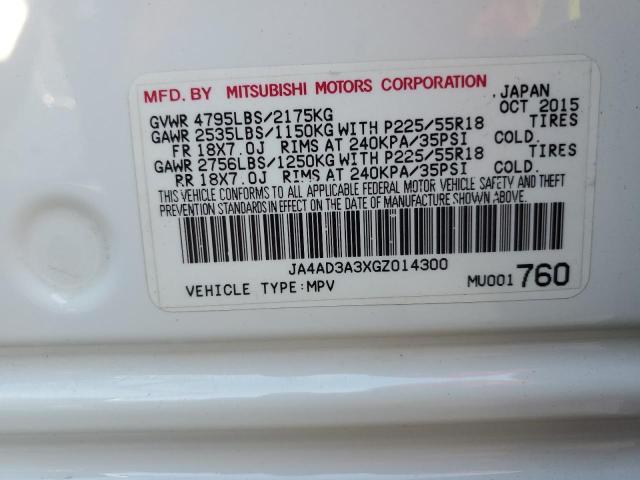 MFD. BY MITSUBISHI MOTORS CORPORATION JAPAN
GVWR 4795LBS/2175KG OCT 2015
GAWR 2535LBS/1150KG WITH P225/55R18 TIRES
FR 18X7.0J RIMS AT 240KPA/35PSI COLD.
GAWR 2756LBS/1250KG WITH P225/55R18 TIRES
RR 18X7.0J RIMS AT 240KPA/35PSI COLD.
THIS VEHICLE CONFORMS TO ALL APPLICABLE FEDERAL MOTOR VEHICLE SAFETY AND THEFT
PREVENTION STANDARDS IN EFFECT ON THE DATE OF MANUFACTURE SHOWN ABOVE.
JA4AD3A3XGZ014300
VEHICLE TYPE:MPV MU001 760